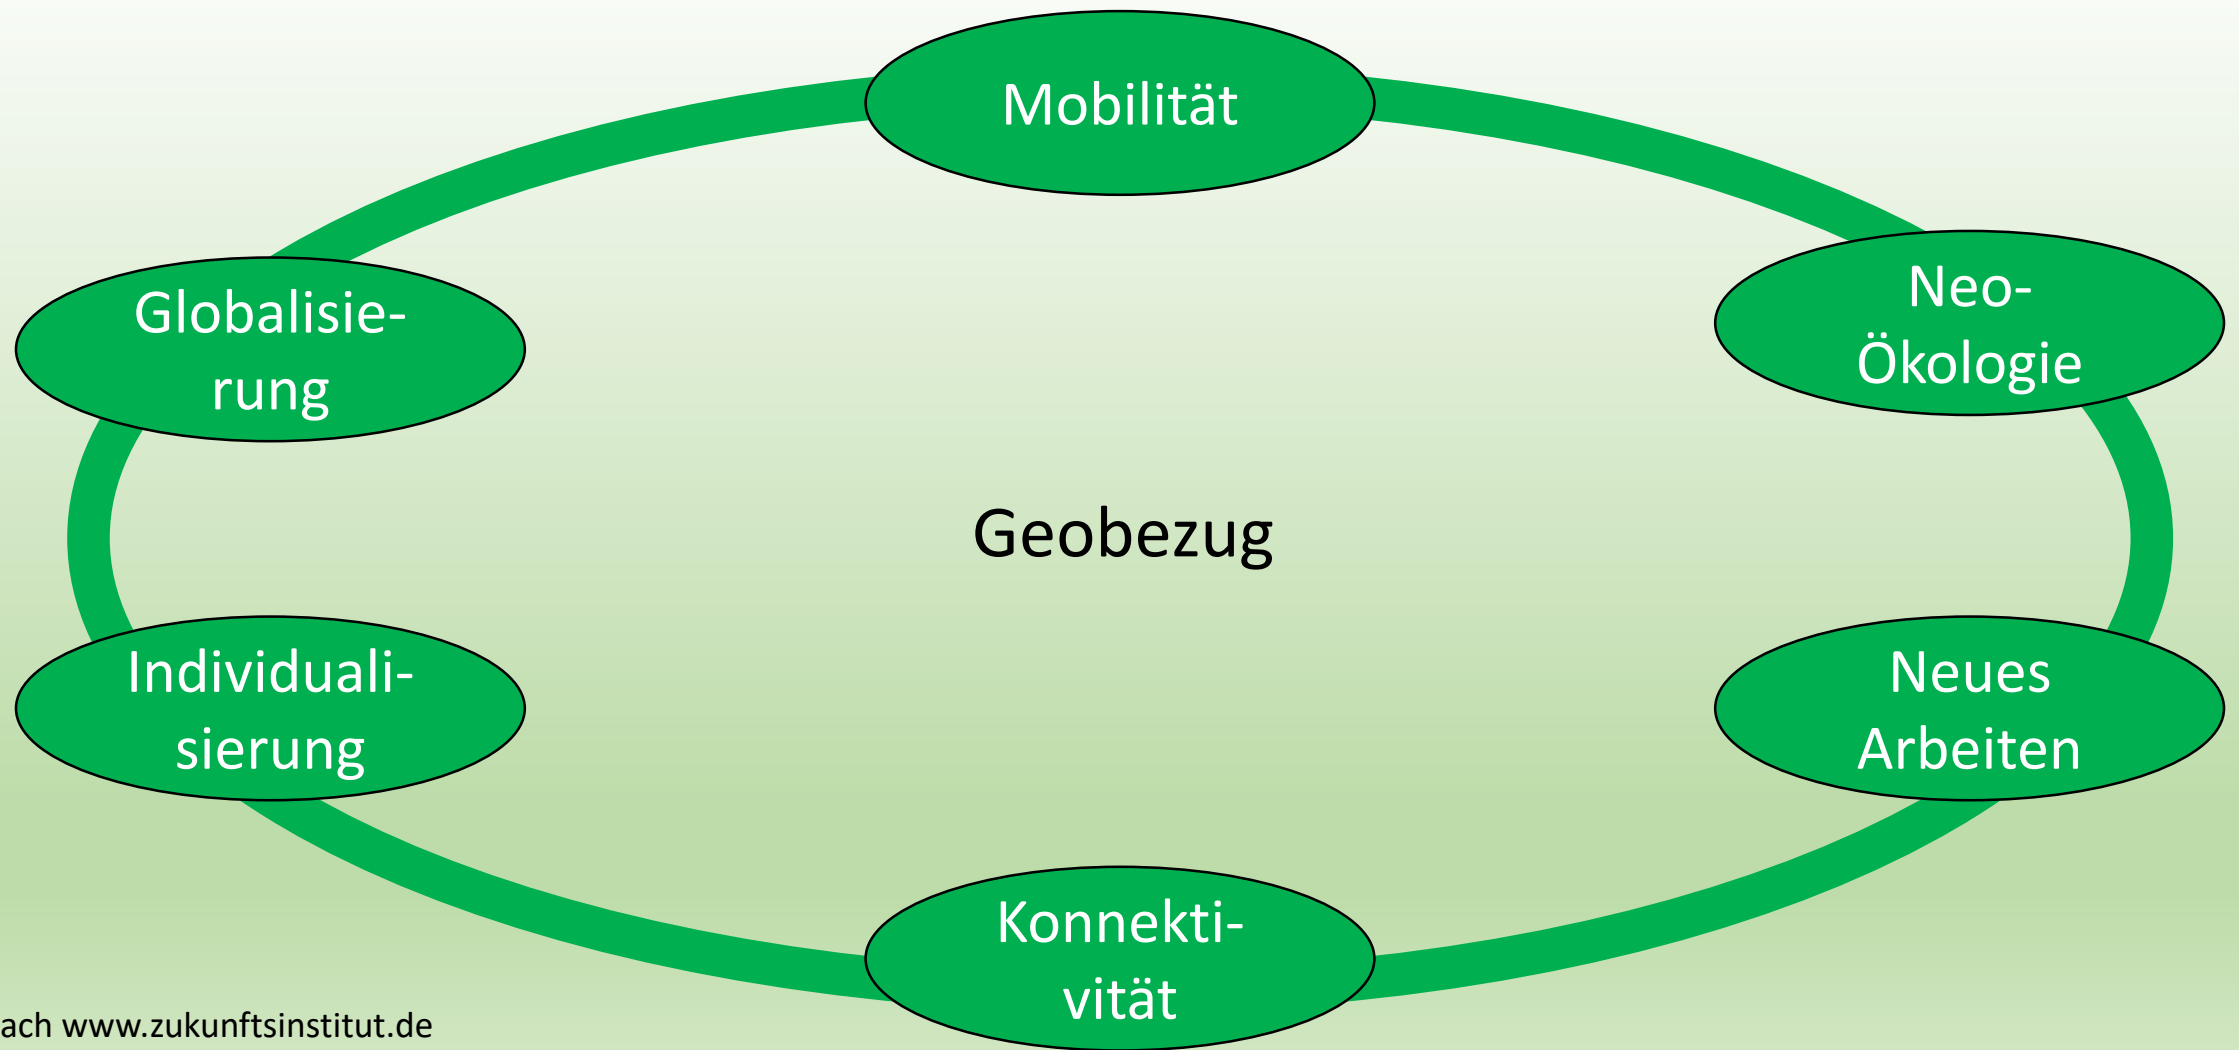 Mobilität
Neo-
Ökologie
Globalisie-
rung
Geobezug
Individuali-
sierung
Neues
Arbeiten
Konnekti-
vität
ach www.zukunftsinstitut.de